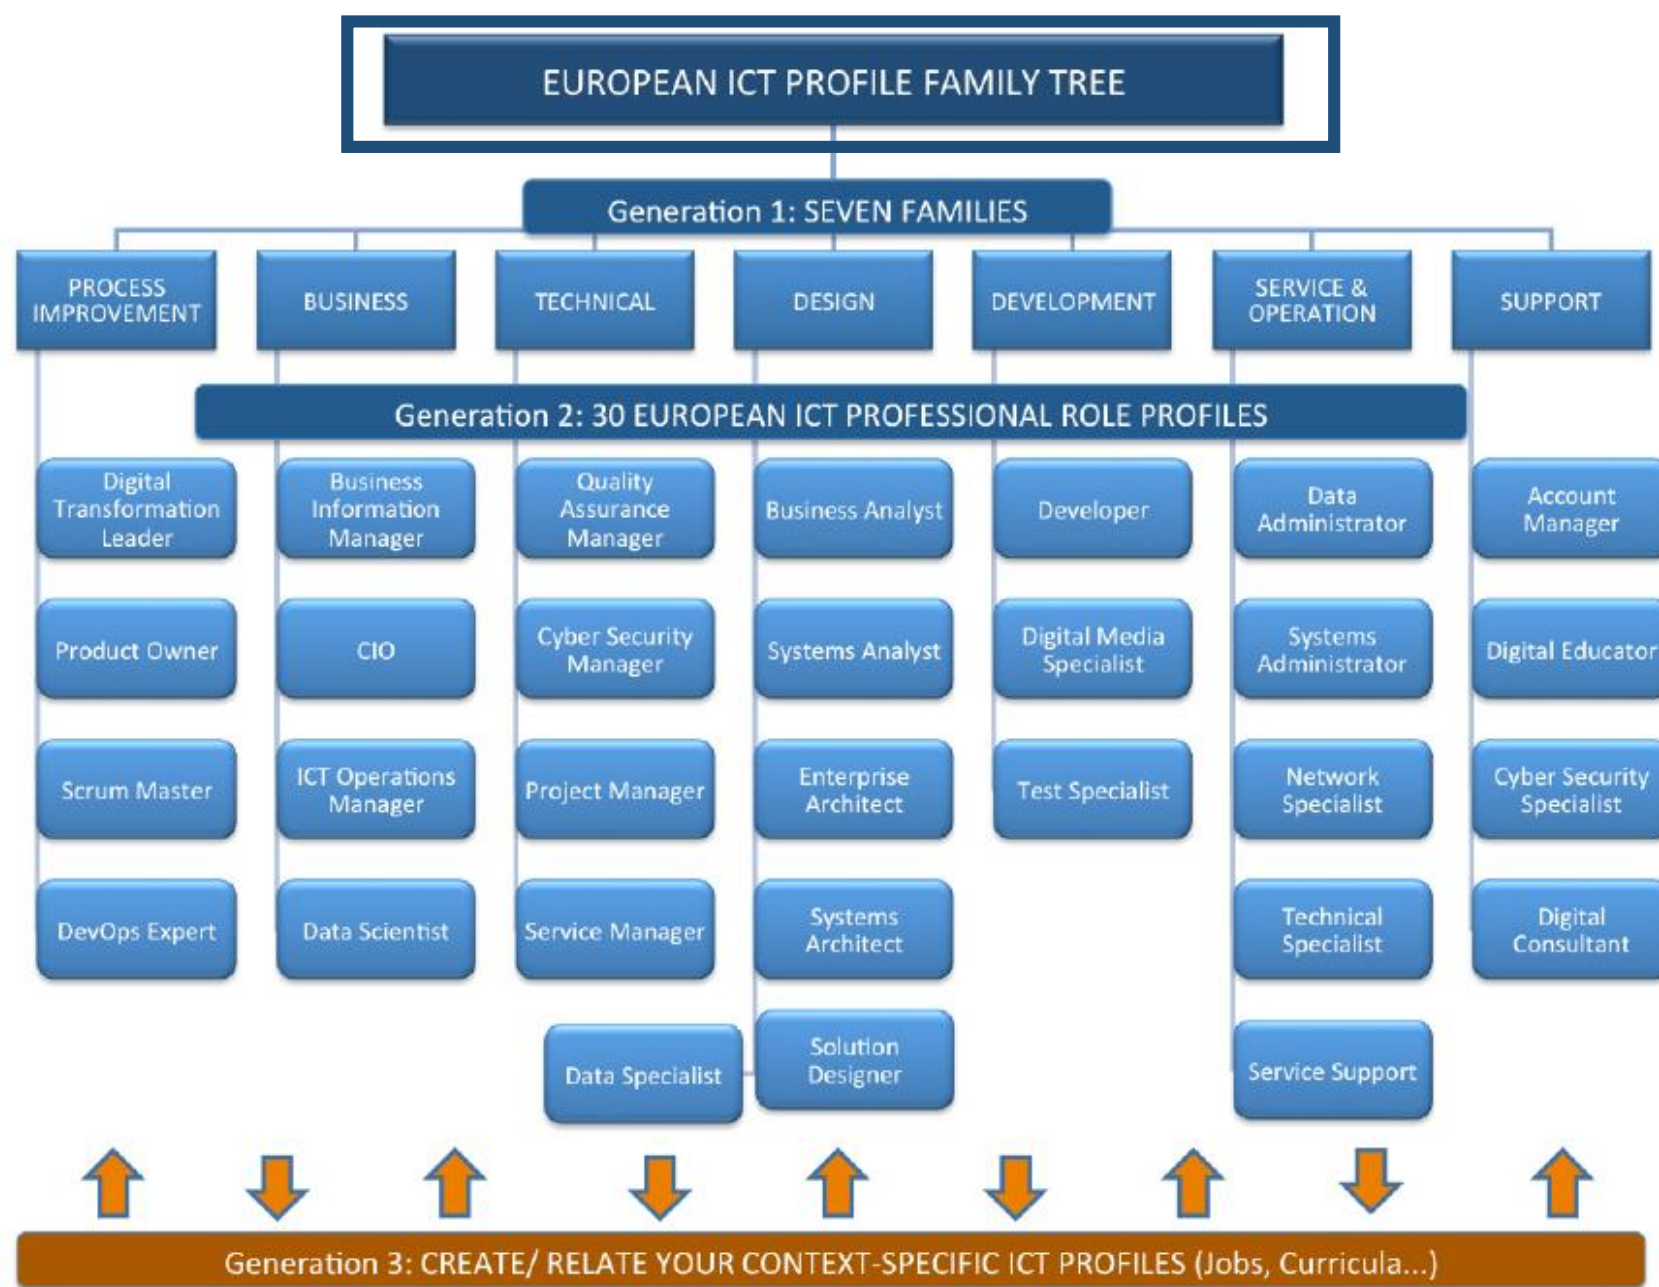 EUROPEAN ICT PROFILE FAMILY TREE
Generation 1: SEVEN FAMILIES
PROCESS
IMPROVEMENT
BUSINESS
TECHNICAL
DESIGN
DEVELOPMENT
SERVICE &
OPERATION
SUPPORT
Generation 2: 30 EUROPEAN ICT PROFESSIONAL ROLE PROFILES
Digital
Transformation
Leader
Business
Information
Manager
Quality
Assurance
Manager
Business Analyst
Developer
Data
Administrator
Account
Manager
Product Owner
CIO
Cyber Security
Manager
Systems Analyst
Digital Media
Specialist
Systems
Administrator
Digital Educator
Scrum Master
ICT Operations
Manager
Project Manager
Enterprise
Architect
Test Specialist
Network
Specialist
Cyber Security
Specialist
DevOps Expert
Data Scientist
Service Manager
Systems
Architect
Technical
Specialist
Digital
Consultant
Data Specialist
Solution
Designer
Service Support
Generation 3: CREATE/ RELATE YOUR CONTEXT-SPECIFIC ICT PROFILES (Jobs, Curricula...)